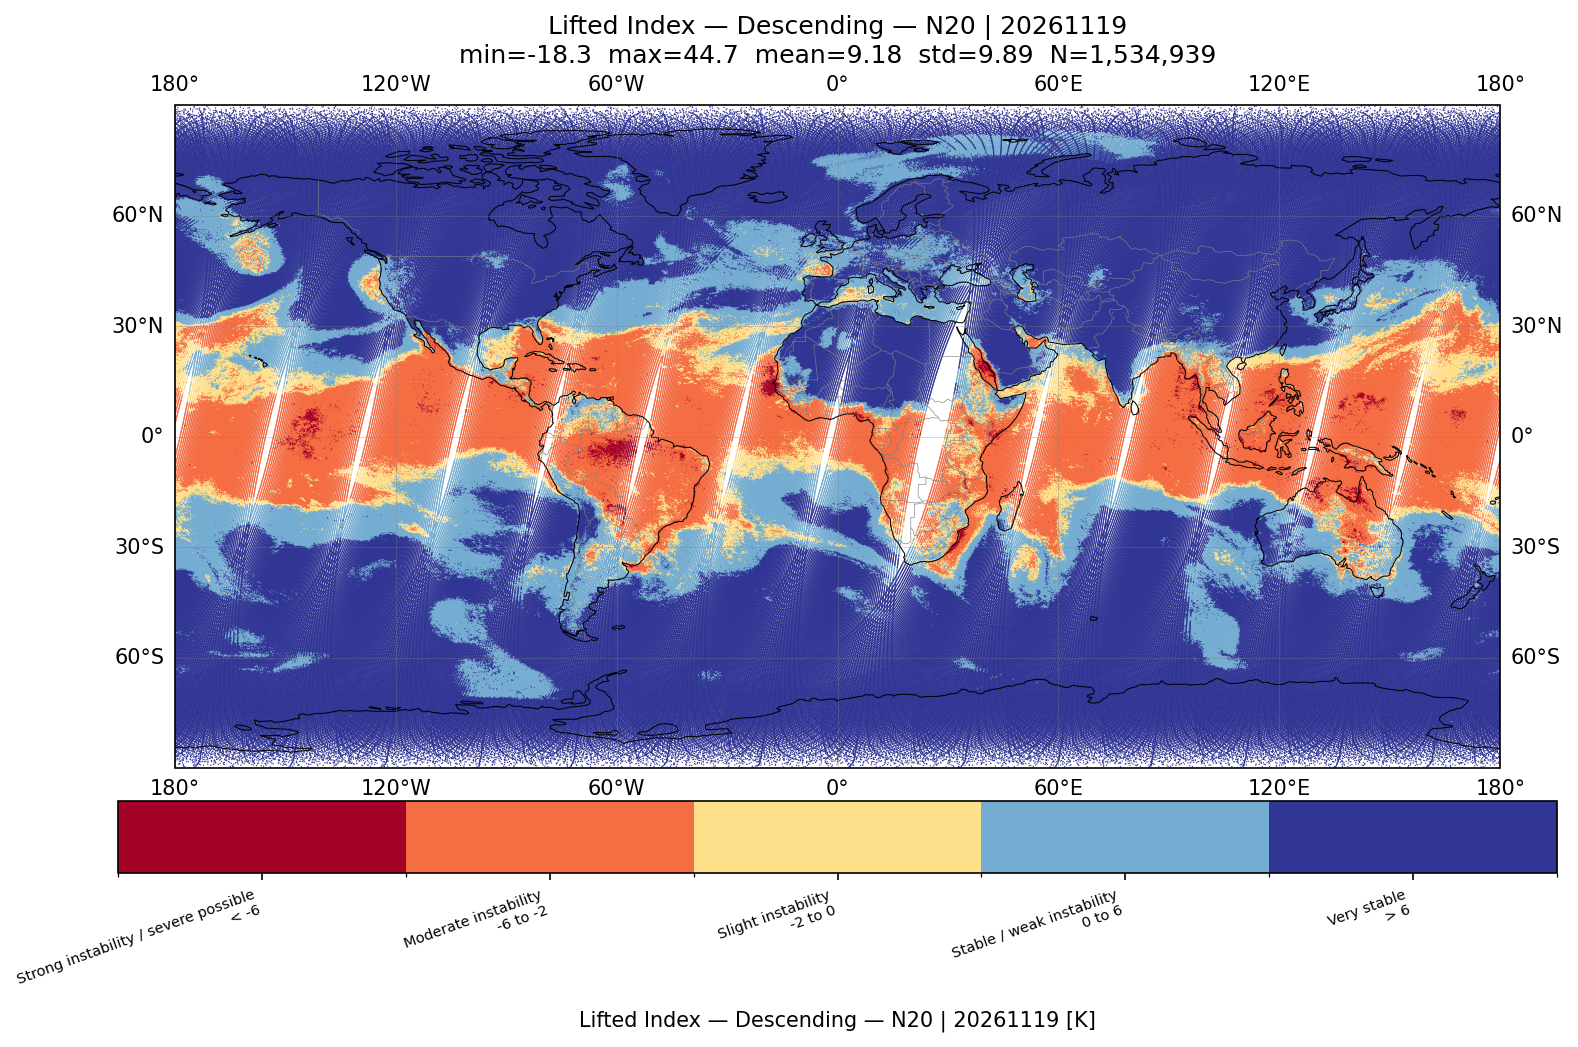 Lifted Index — Descending — N20 | 20261119
min=-18.3  max=44.7  mean=9.18  std=9.89  N=1,534,939
180° 120°W 60°W 0° 60°E 120°E 180°
60°N 60°N
30°N 30°N
0° 0°
30°S 30°S
60°S 60°S
180° 120°W 60°W 0° 60°E 120°E 180°
Strong instability / severe possible
< -6
Moderate instability
-6 to -2
Slight instability
-2 to 0
Stable / weak instability
0 to 6
Very stable
> 6
Lifted Index — Descending — N20 | 20261119 [K]